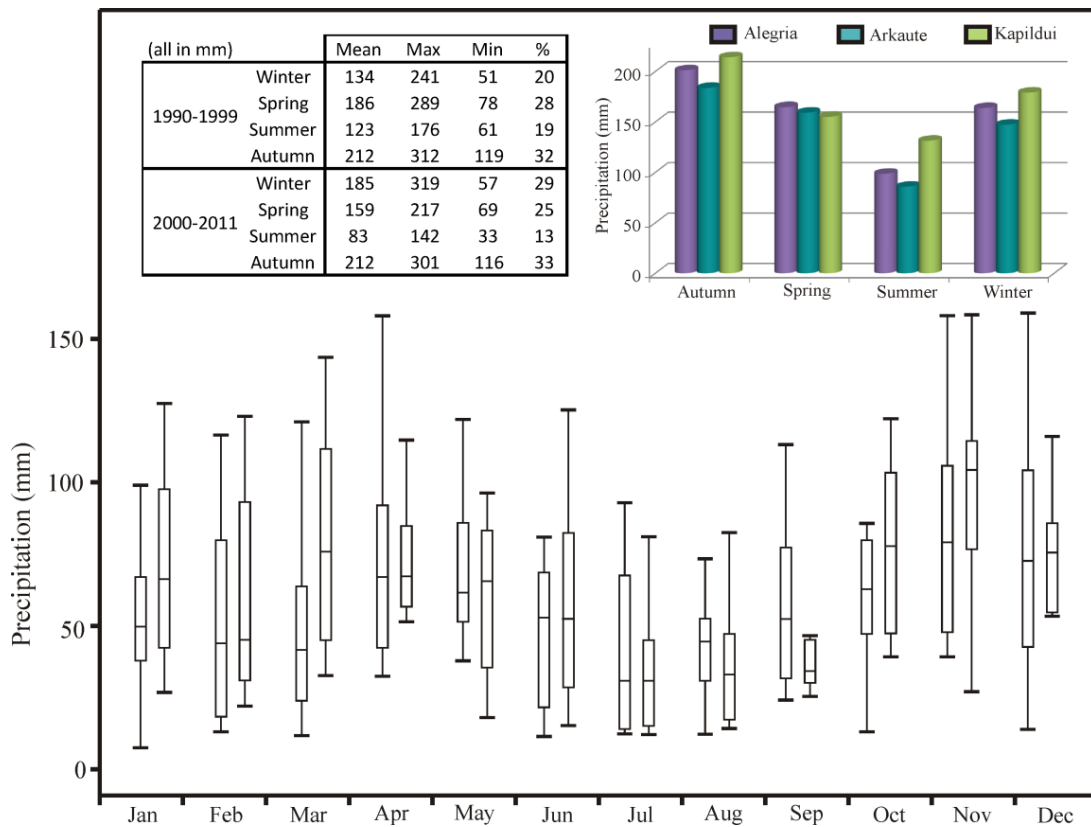 (all in mm) Mean Max Min %
1990-1999
Winter 134 241 51 20
Spring 186 289 78 28
Summer 123 176 61 19
Autumn 212 312 119 32
2000-2011
Winter 185 319 57 29
Spring 159 217 69 25
Summer 83 142 33 13
Autumn 212 301 116 33
Alegria Arkaute Kapildui
Precipitation (mm)
200
150
100
50
0
Autumn Spring Summer Winter
Precipitation (mm)
150
100
50
0
Jan Feb Mar Apr May Jun Jul Aug Sep Oct Nov Dec